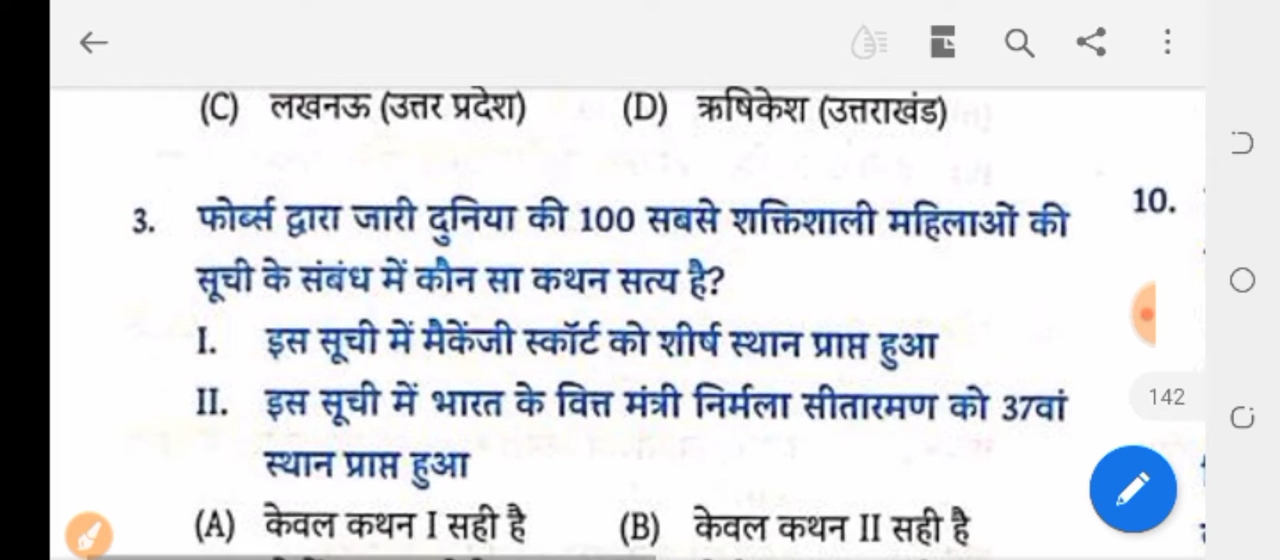 (C) लखनऊ (उत्तर प्रदेश) (D) ऋषिकेश (उत्तराखंड)
3. फोर्ब्स द्वारा जारी दुनिया की 100 सबसे शक्तिशाली महिलाओं की
10.
सूची के संबंध में कौन सा कथन सत्य है?
I. इस सूची में मैकेंजी स्कॉर्ट को शीर्ष स्थान प्राप्त हुआ
II. इस सूची में भारत के वित्त मंत्री निर्मला सीतारमण को 37वां
142
स्थान प्राप्त हुआ
(A) केवल कथन I सही है (B) केवल कथन II सही है